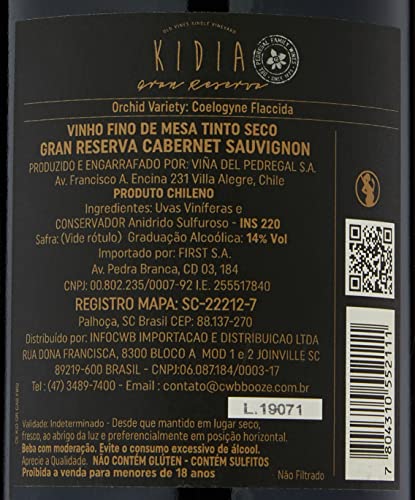 OLD VINES SINGLE VINEYARD
KIDIA
Gran Reserva
Orchid Variety: Coelogyne Flaccida
VINHO FINO DE MESA TINTO SECO
GRAN RESERVA CABERNET SAUVIGNON
PRODUZIDO E ENGARRAFADO POR: VIÑA DEL PEDREGAL S.A.
Av. Francisco A. Encina 231 Villa Alegre, Chile
PRODUTO CHILENO
Ingredientes: Uvas Viníferas e
CONSERVADOR Anidrido Sulfuroso - INS 220
Safra: (Vide rótulo) Graduação Alcoólica: 14% Vol
Importado por: FIRST S.A.
Av. Pedra Branca, CD 03, 184
CNPJ: 00.802.235/0007-92 I.E. 255517840
REGISTRO MAPA: SC-22212-7
Palhoça, SC Brasil CEP: 88.137-270
Distribuído por: INFOCWB IMPORTACAO E DISTRIBUICAO LTDA
RUA DONA FRANCISCA, 8300 BLOCO A MOD 1 e 2 JOINVILLE SC
89219-600 BRASIL - CNPJ:06.087.184/0003-17
Tel: (47) 3489-7400 - Email: contato@cwbbooze.com
L.19071
Validade: Indeterminado - Desde que mantido em lugar seco,
fresco, ao abrigo da luz e preferencialmente em posição horizontal.
Beba com moderação. Evite o consumo excessivo de álcool.
Aprecie a Qualidade. NÃO CONTÉM GLÚTEN - CONTÉM SULFITOS
Proibida a venda para menores de 18 anos
Não Filtrado
7 804310 552111